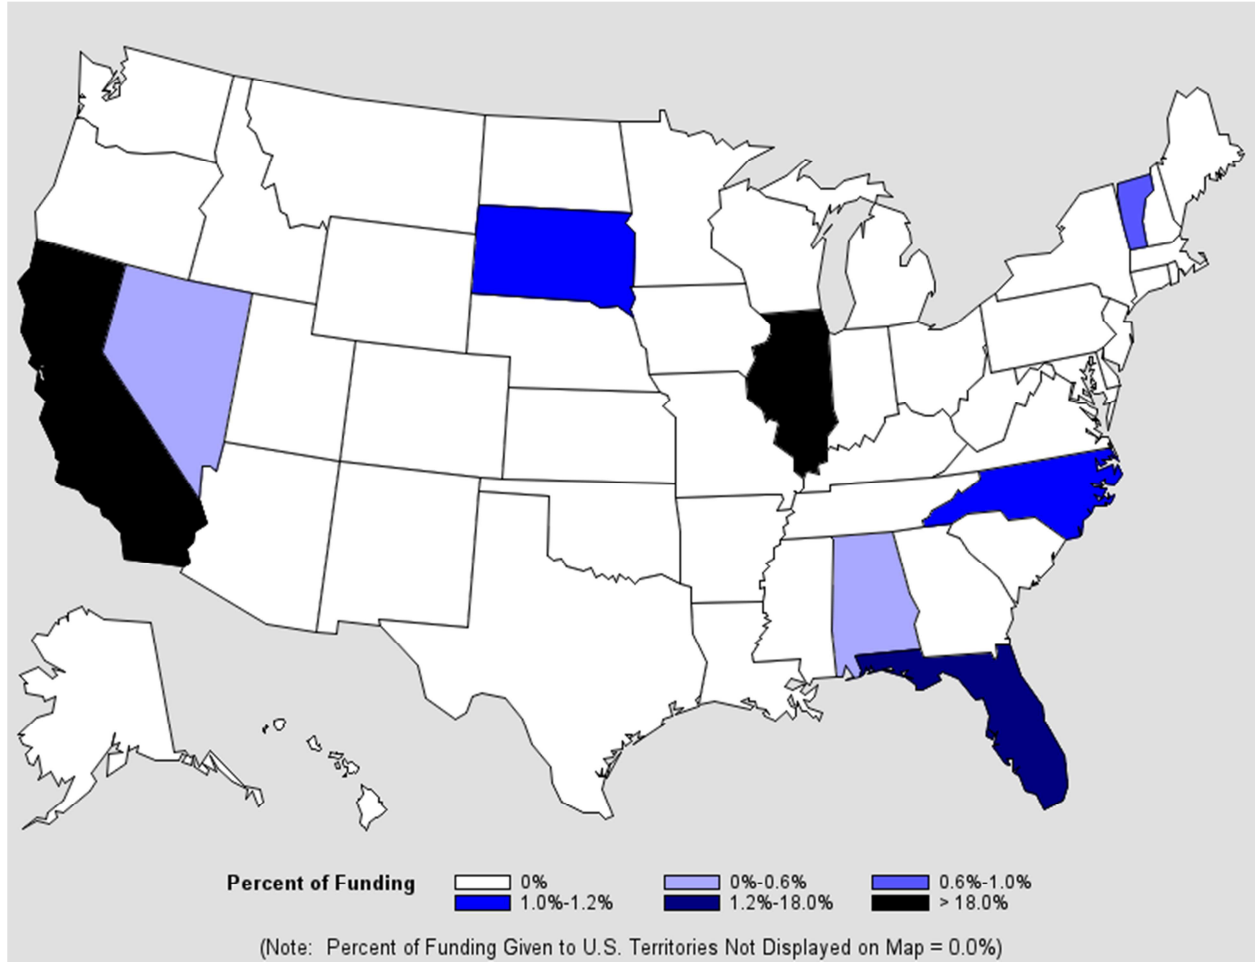 Percent of Funding 0% 0%-0.6% 0.6%-1.0%
1.0%-1.2% 1.2%-18.0% > 18.0%
(Note: Percent of Funding Given to U.S. Territories Not Displayed on Map = 0.0%)